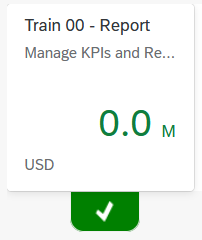 Train 00 - Report
Manage KPIs and Re...
0.0 M
USD